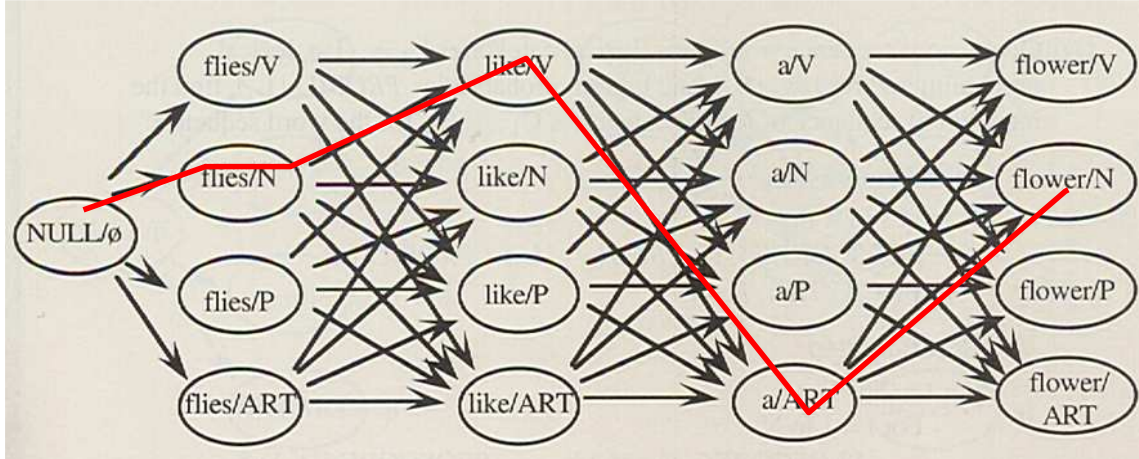 flies/V like/V a/V flower/V
flies/N like/N a/N flower/N
NULL/ø
flies/P like/P a/P flower/P
flies/ART like/ART a/ART flower/
ART